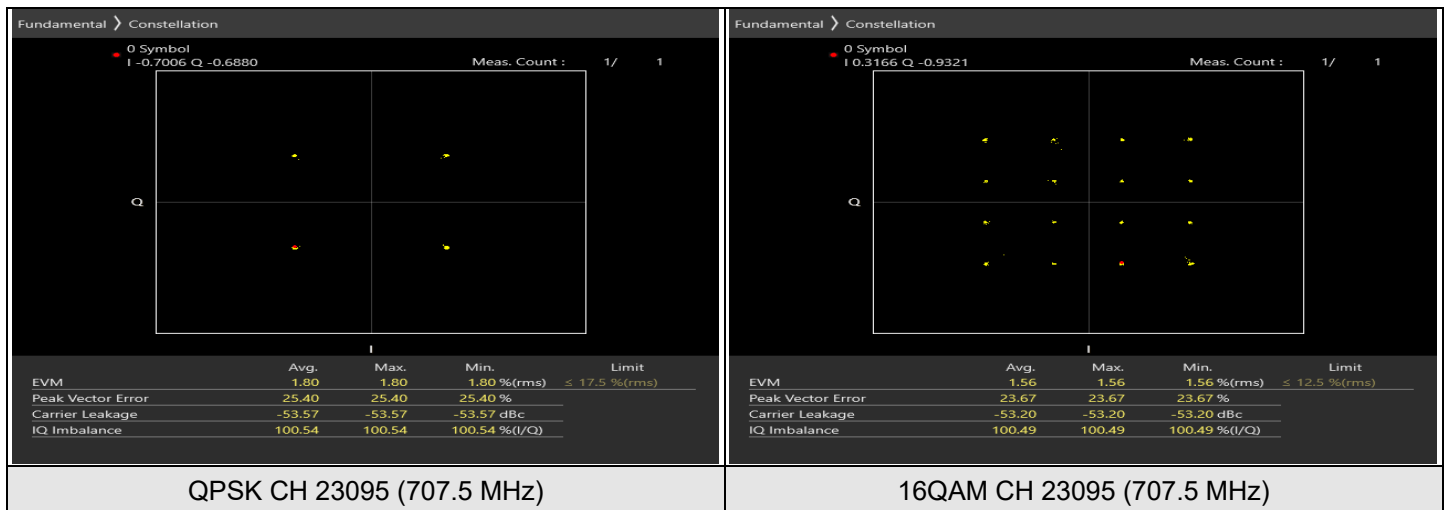 Fundamental ❯ Constellation
0 Symbol
I -0.7006 Q -0.6880 Meas. Count : 1/ 1
Q
I
Avg. Max. Min. Limit
EVM 1.80 1.80 1.80 %(rms) ≤ 17.5 %(rms)
Peak Vector Error 25.40 25.40 25.40 %
Carrier Leakage -53.57 -53.57 -53.57 dBc
IQ Imbalance 100.54 100.54 100.54 %(I/Q)
QPSK CH 23095 (707.5 MHz)
Fundamental ❯ Constellation
0 Symbol
I 0.3166 Q -0.9321 Meas. Count : 1/ 1
Q
I
Avg. Max. Min. Limit
EVM 1.56 1.56 1.56 %(rms) ≤ 12.5 %(rms)
Peak Vector Error 23.67 23.67 23.67 %
Carrier Leakage -53.20 -53.20 -53.20 dBc
IQ Imbalance 100.49 100.49 100.49 %(I/Q)
16QAM CH 23095 (707.5 MHz)